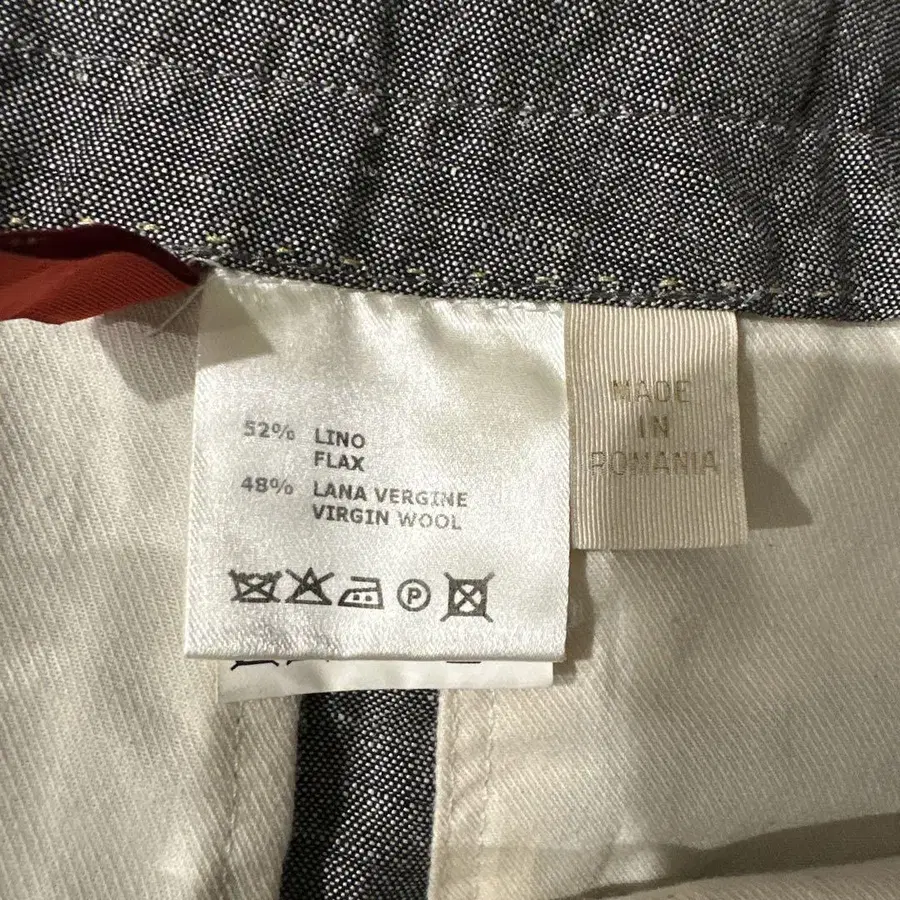 52% LINO
FLAX
48% LANA VERGINE
VIRGIN WOOL
P
MADE
IN
ROMANIA